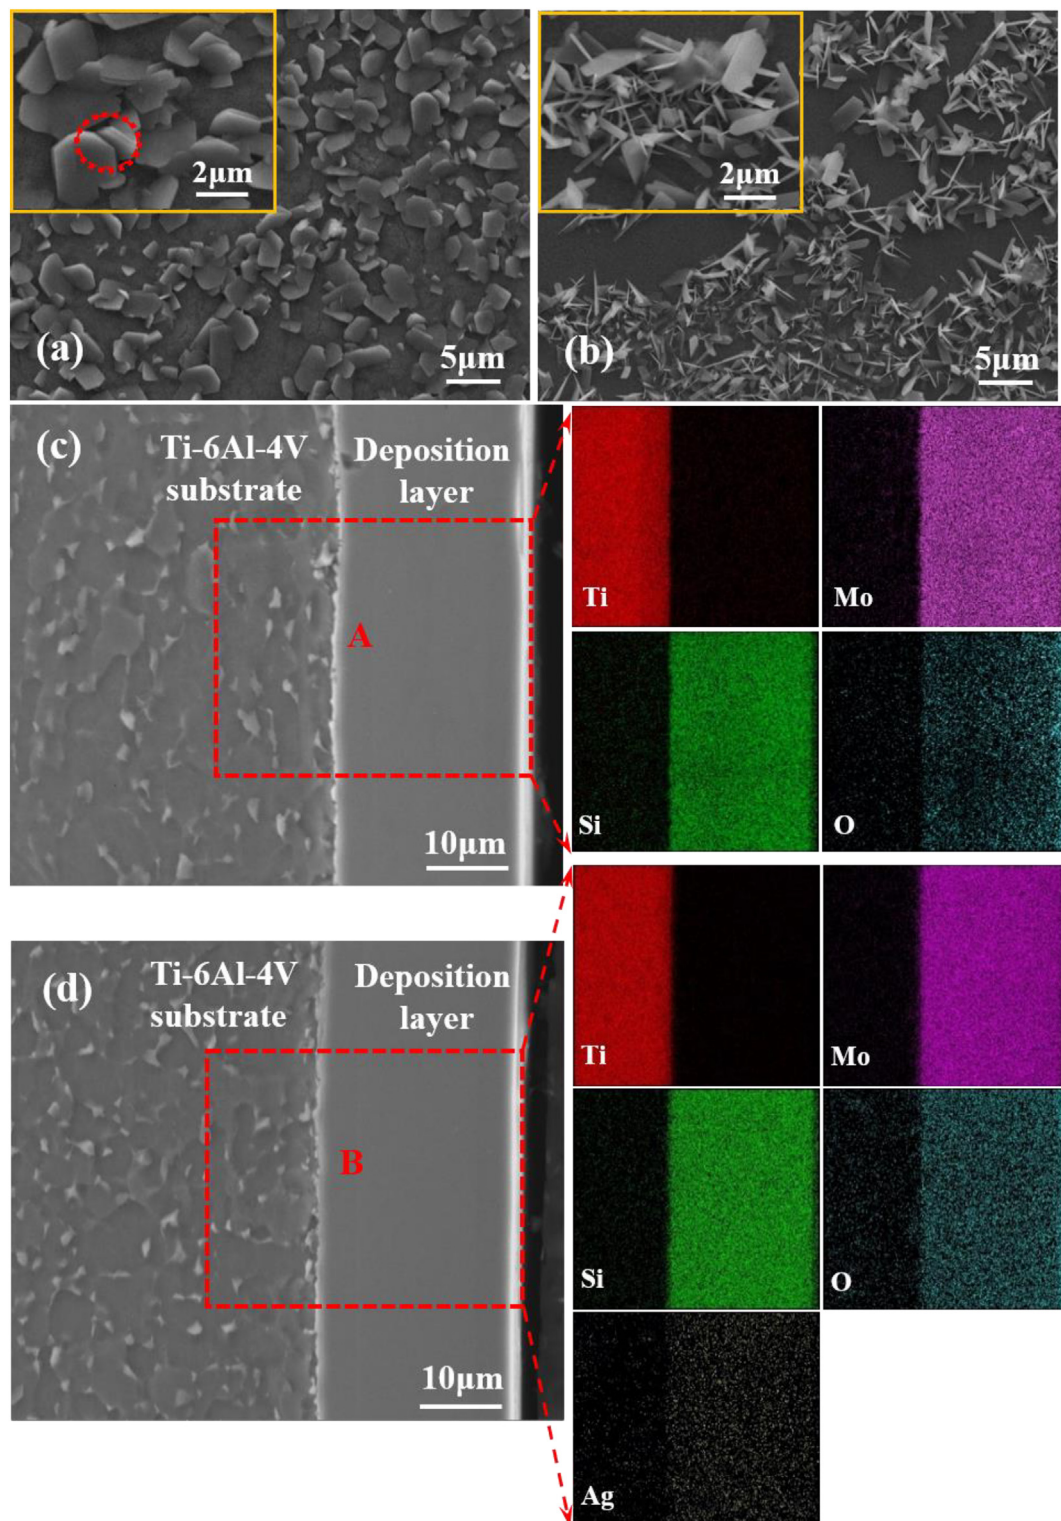 2μm
(a)
5μm
2μm
(b)
5μm
(c)
Ti-6Al-4V
substrate
Deposition
layer
A
10μm
Ti
Mo
Si
O
(d)
Ti-6Al-4V
substrate
Deposition
layer
B
10μm
Ti
Mo
Si
O
Ag